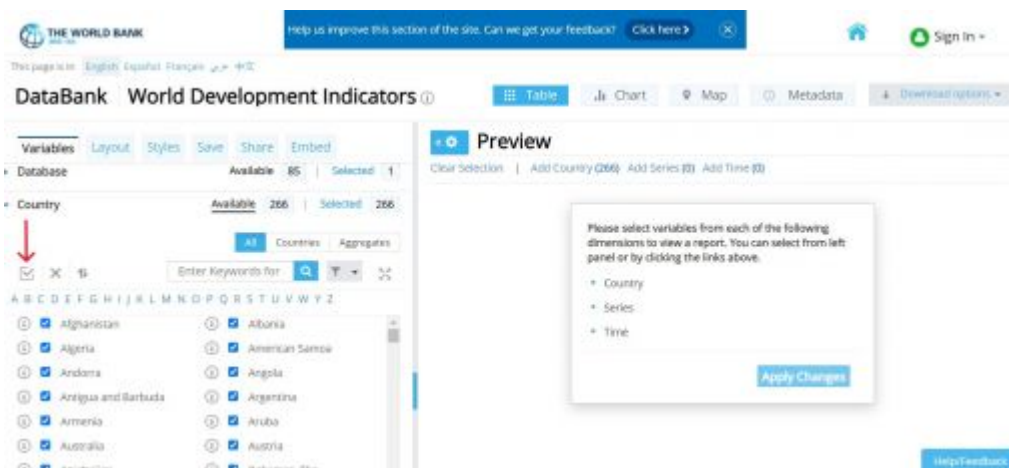 THE WORLD BANK
Help us improve this section of the site. Can we get your feedback? Click here
Sign In
This page is in English Español Français عربي 中文
DataBank World Development Indicators
Table Chart Map Metadata Download options
Variables Layout Styles Save Share Embed
Preview
Database Available 85 | Selected 1
Clear Selection | Add Country (266) Add Series (0) Add Time (0)
Country Available 266 | Selected 266
All Countries Aggregates
Enter Keywords for
A B C D E F G H I J K L M N O P Q R S T U V W Y Z
Afghanistan Albania
Algeria American Samoa
Andorra Angola
Antigua and Barbuda Argentina
Armenia Aruba
Australia Austria
Please select variables from each of the following
dimensions to view a report. You can select from left
panel or by clicking the links above.
Country
Series
Time
Apply Changes
Help/Feedback